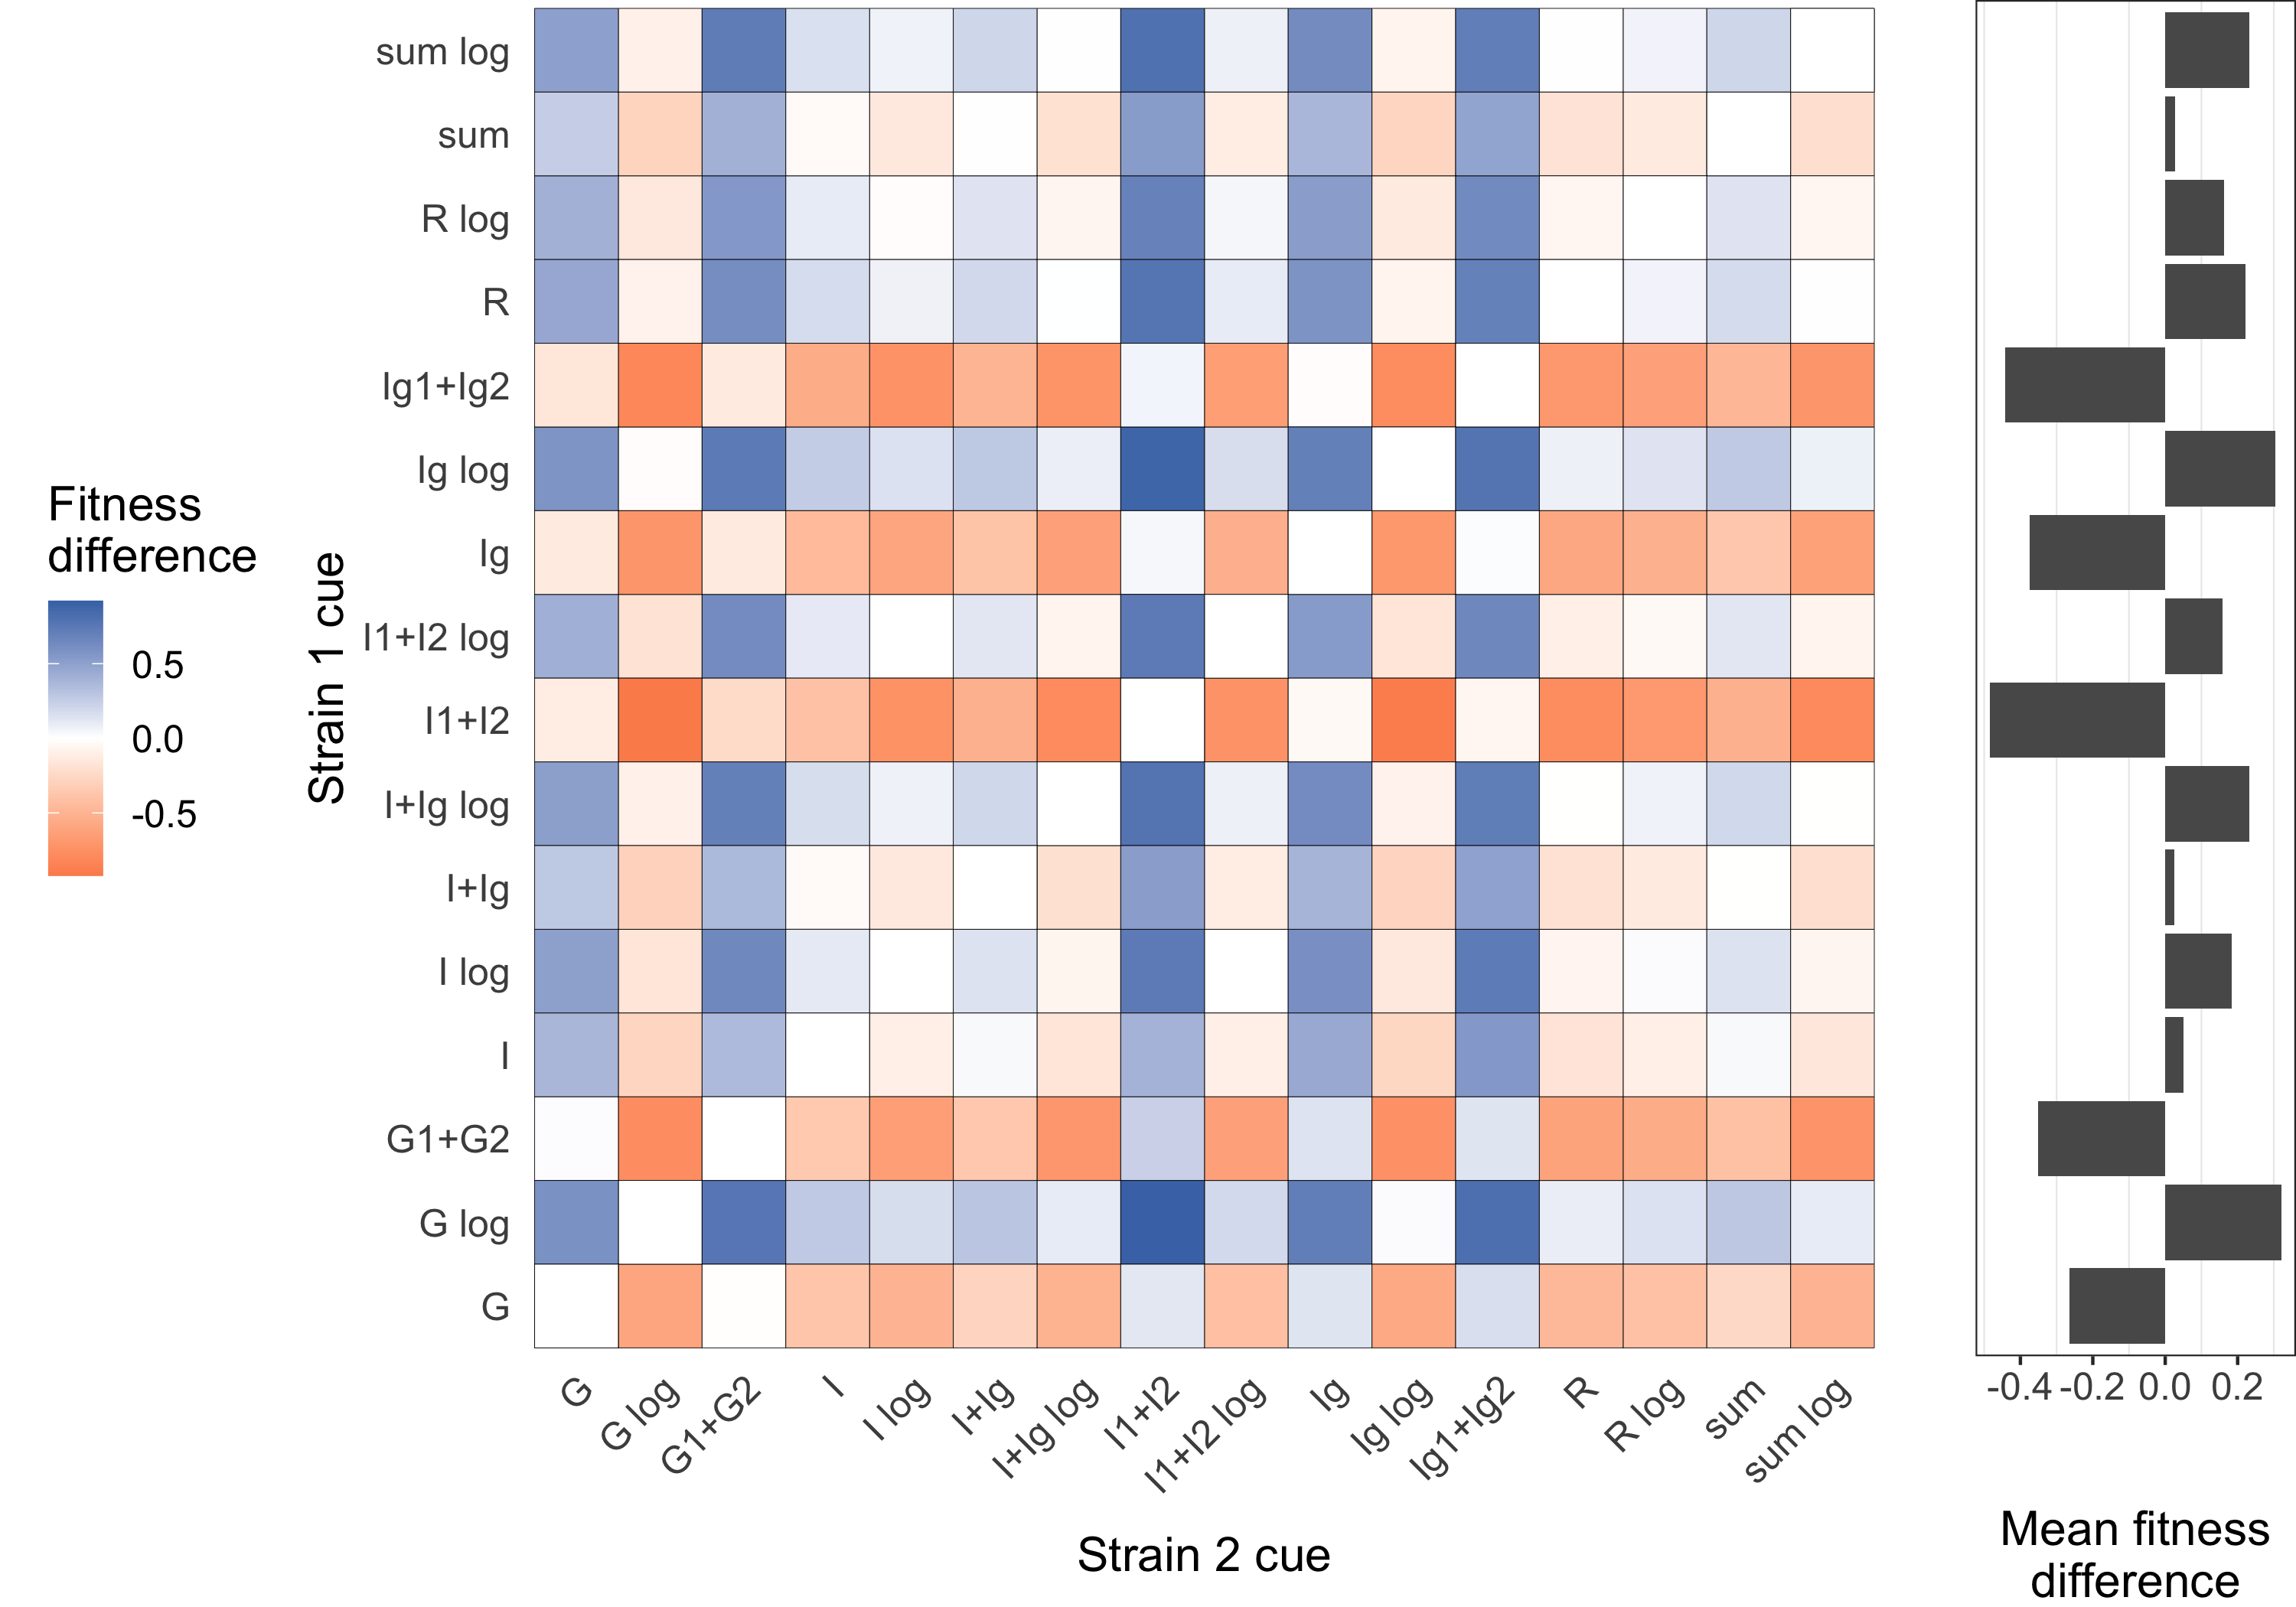 Fitness
difference
0.5
0.0
-0.5
Strain 1 cue
sum log
sum
R log
R
Ig1+Ig2
Ig log
Ig
I1+I2 log
I1+I2
I+Ig log
I+Ig
I log
I
G1+G2
G log
G
G
G log
G1+G2
I
I log
I+Ig
I+Ig log
I1+I2
I1+I2 log
Ig
Ig log
Ig1+Ig2
R
R log
sum
sum log
Strain 2 cue
-0.4 -0.2 0.0 0.2
Mean fitness
difference